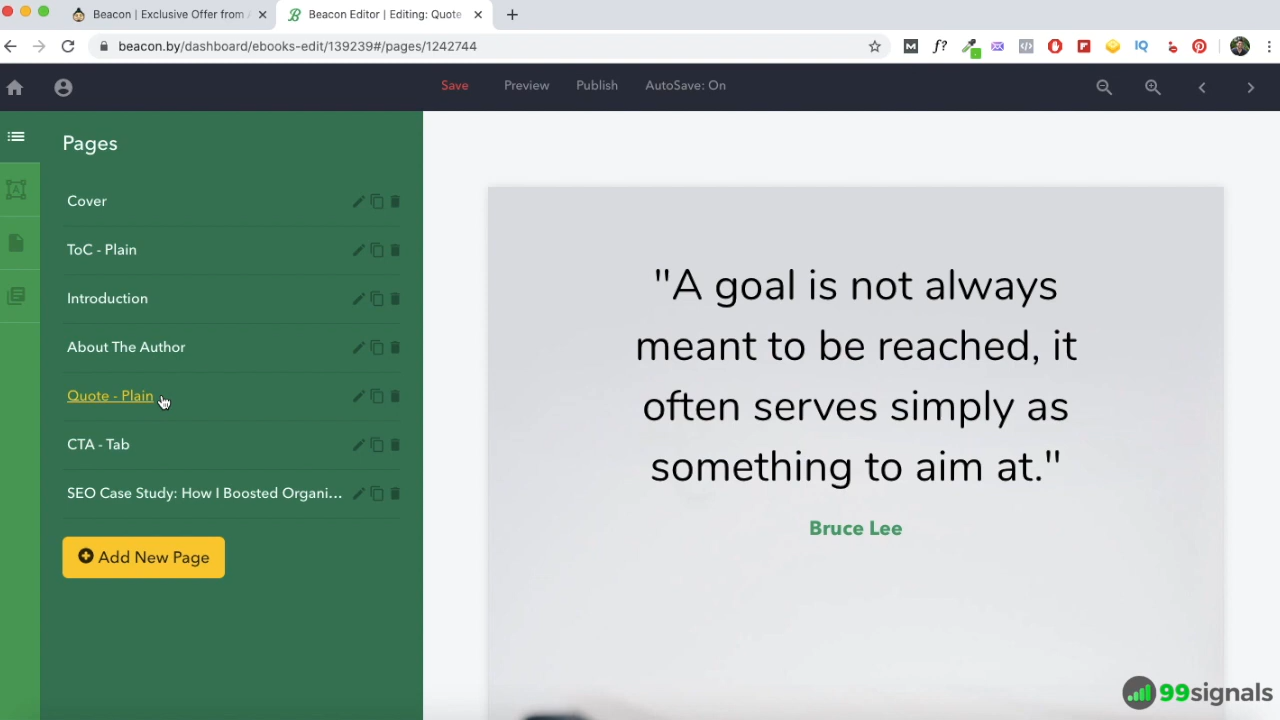 Beacon | Exclusive Offer from
Beacon Editor | Editing: Quote
beacon.by/dashboard/ebooks-edit/139239#/pages/1242744
M
f?
IQ
Save
Preview
Publish
AutoSave: On
Pages
Cover
ToC - Plain
Introduction
About The Author
Quote - Plain
CTA - Tab
SEO Case Study: How I Boosted Organi...
Add New Page
"A goal is not always
meant to be reached, it
often serves simply as
something to aim at."
Bruce Lee
99signals